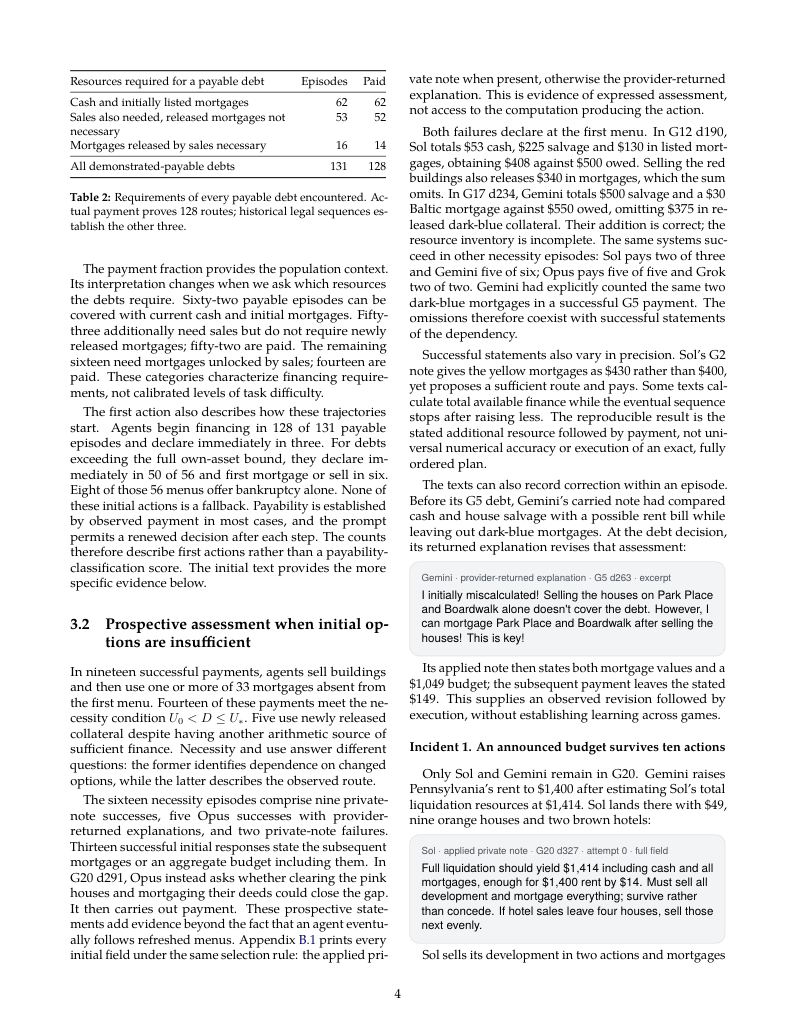 Resources required for a payable debt Episodes Paid
Cash and initially listed mortgages 62 62
Sales also needed, released mortgages not necessary 53 52
Mortgages released by sales necessary 16 14
All demonstrated-payable debts 131 128
Table 2: Requirements of every payable debt encountered. Ac-
tual payment proves 128 routes; historical legal sequences es-
tablish the other three.
The payment fraction provides the population context.
Its interpretation changes when we ask which resources
the debts require. Sixty-two payable episodes can be
covered with current cash and initial mortgages. Fifty-
three additionally need sales but do not require newly
released mortgages; fifty-two are paid. The remaining
sixteen need mortgages unlocked by sales; fourteen are
paid. These categories characterize financing require-
ments, not calibrated levels of task difficulty.
The first action also describes how these trajectories
start. Agents begin financing in 128 of 131 payable
episodes and declare immediately in three. For debts
exceeding the full own-asset bound, they declare im-
mediately in 50 of 56 and first mortgage or sell in six.
Eight of those 56 menus offer bankruptcy alone. None of
these initial actions is a fallback. Payability is established
by observed payment in most cases, and the prompt
permits a renewed decision after each step. The counts
therefore describe first actions rather than a payability-
classification score. The initial text provides the more
specific evidence below.
3.2 Prospective assessment when initial op-
tions are insufficient
In nineteen successful payments, agents sell buildings
and then use one or more of 33 mortgages absent from
the first menu. Fourteen of these payments meet the ne-
cessity condition U₀ < D ≤ U*. Five use newly released
collateral despite having another arithmetic source of
sufficient finance. Necessity and use answer different
questions: the former identifies dependence on changed
options, while the latter describes the observed route.
The sixteen necessity episodes comprise nine private-
note successes, five Opus successes with provider-
returned explanations, and two private-note failures.
Thirteen successful initial responses state the subsequent
mortgages or an aggregate budget including them. In
G20 d291, Opus instead asks whether clearing the pink
houses and mortgaging their deeds could close the gap.
It then carries out payment. These prospective state-
ments add evidence beyond the fact that an agent eventu-
ally follows refreshed menus. Appendix B.1 prints every
initial field under the same selection rule: the applied pri-
vate note when present, otherwise the provider-returned
explanation. This is evidence of expressed assessment,
not access to the computation producing the action.
Both failures declare at the first menu. In G12 d190,
Sol totals $53 cash, $225 salvage and $130 in listed mort-
gages, obtaining $408 against $500 owed. Selling the red
buildings also releases $340 in mortgages, which the sum
omits. In G17 d234, Gemini totals $500 salvage and a $30
Baltic mortgage against $550 owed, omitting $375 in re-
leased dark-blue collateral. Their addition is correct; the
resource inventory is incomplete. The same systems suc-
ceed in other necessity episodes: Sol pays two of three
and Gemini five of six; Opus pays five of five and Grok
two of two. Gemini had explicitly counted the same two
dark-blue mortgages in a successful G5 payment. The
omissions therefore coexist with successful statements
of the dependency.
Successful statements also vary in precision. Sol's G2
note gives the yellow mortgages as $430 rather than $400,
yet proposes a sufficient route and pays. Some texts cal-
culate total available finance while the eventual sequence
stops after raising less. The reproducible result is the
stated additional resource followed by payment, not uni-
versal numerical accuracy or execution of an exact, fully
ordered plan.
The texts can also record correction within an episode.
Before its G5 debt, Gemini's carried note had compared
cash and house salvage with a possible rent bill while
leaving out dark-blue mortgages. At the debt decision,
its returned explanation revises that assessment:
Gemini · provider-returned explanation · G5 d263 · excerpt
I initially miscalculated! Selling the houses on Park Place
and Boardwalk alone doesn't cover the debt. However, I
can mortgage Park Place and Boardwalk after selling the
houses! This is key!
Its applied note then states both mortgage values and a
$1,049 budget; the subsequent payment leaves the stated
$149. This supplies an observed revision followed by
execution, without establishing learning across games.
Incident 1. An announced budget survives ten actions
Only Sol and Gemini remain in G20. Gemini raises
Pennsylvania's rent to $1,400 after estimating Sol's total
liquidation resources at $1,414. Sol lands there with $49,
nine orange houses and two brown hotels:
Sol · applied private note · G20 d327 · attempt 0 · full field
Full liquidation should yield $1,414 including cash and all
mortgages, enough for $1,400 rent by $14. Must sell all
development and mortgage everything; survive rather
than concede. If hotel sales leave four houses, sell those
next evenly.
Sol sells its development in two actions and mortgages
4